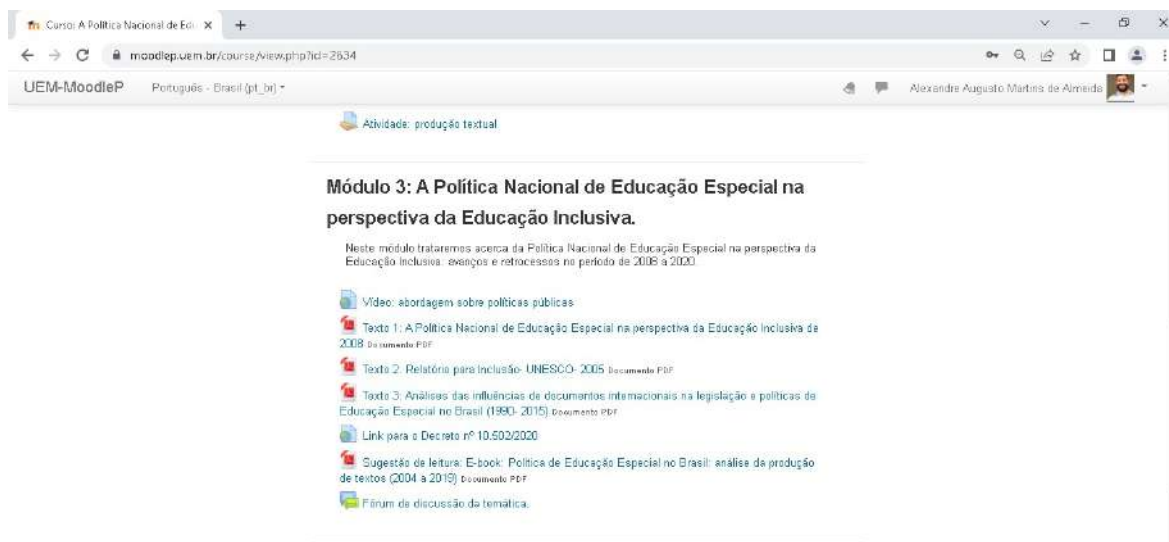 Curso: A Política Nacional de Edu
moodlep.uem.br/course/view.php?id=2634
UEM-MoodleP Português - Brasil (pt_br) Alexandre Augusto Martins de Almeida
Atividade: produção textual
Módulo 3: A Política Nacional de Educação Especial na
perspectiva da Educação Inclusiva.
Neste módulo trataremos acerca da Política Nacional de Educação Especial na perspectiva da
Educação Inclusiva: avanços e retrocessos no período de 2008 a 2020.
Vídeo: abordagem sobre políticas públicas
Texto 1: A Política Nacional de Educação Especial na perspectiva da Educação Inclusiva de
2008 Documento PDF
Texto 2: Relatório para Inclusão- UNESCO- 2005 Documento PDF
Texto 3: Análises das influências de documentos internacionais na legislação e políticas de
Educação Especial no Brasil (1990- 2015) Documento PDF
Link para o Decreto nº 10.502/2020
Sugestão de leitura: E-book: Política de Educação Especial no Brasil: análise da produção
de textos (2004 a 2019) Documento PDF
Fórum de discussão da temática.